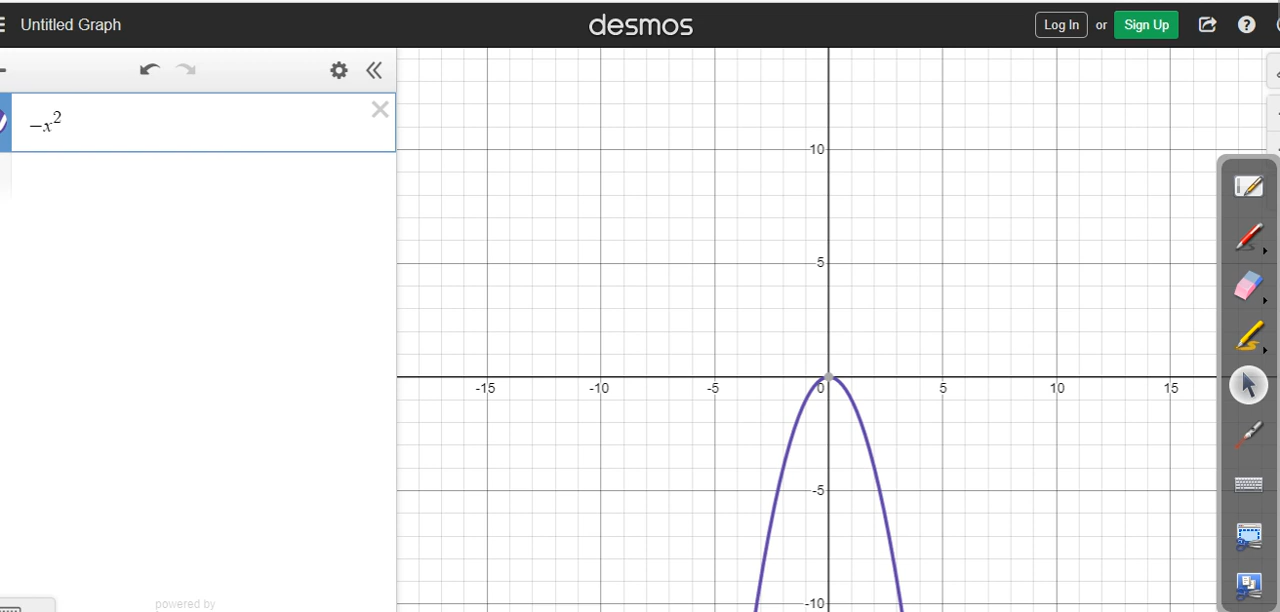 Untitled Graph
desmos
Log In or Sign Up
?
−x²
powered by
10
5
-15 -10 -5 0 5 10 15
-5
-10